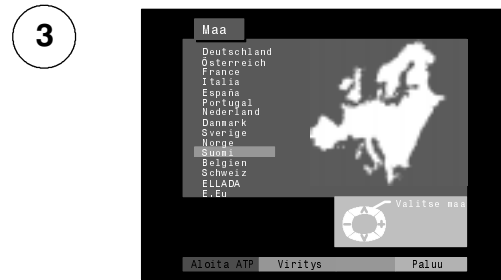 3
Maa
Deutschland
Österreich
France
Italia
España
Portugal
Nederland
Danmark
Sverige
Norge
Suomi
Belgien
Schweiz
ELLADA
E.Eu
Valitse maa
Aloita ATP Viritys Paluu